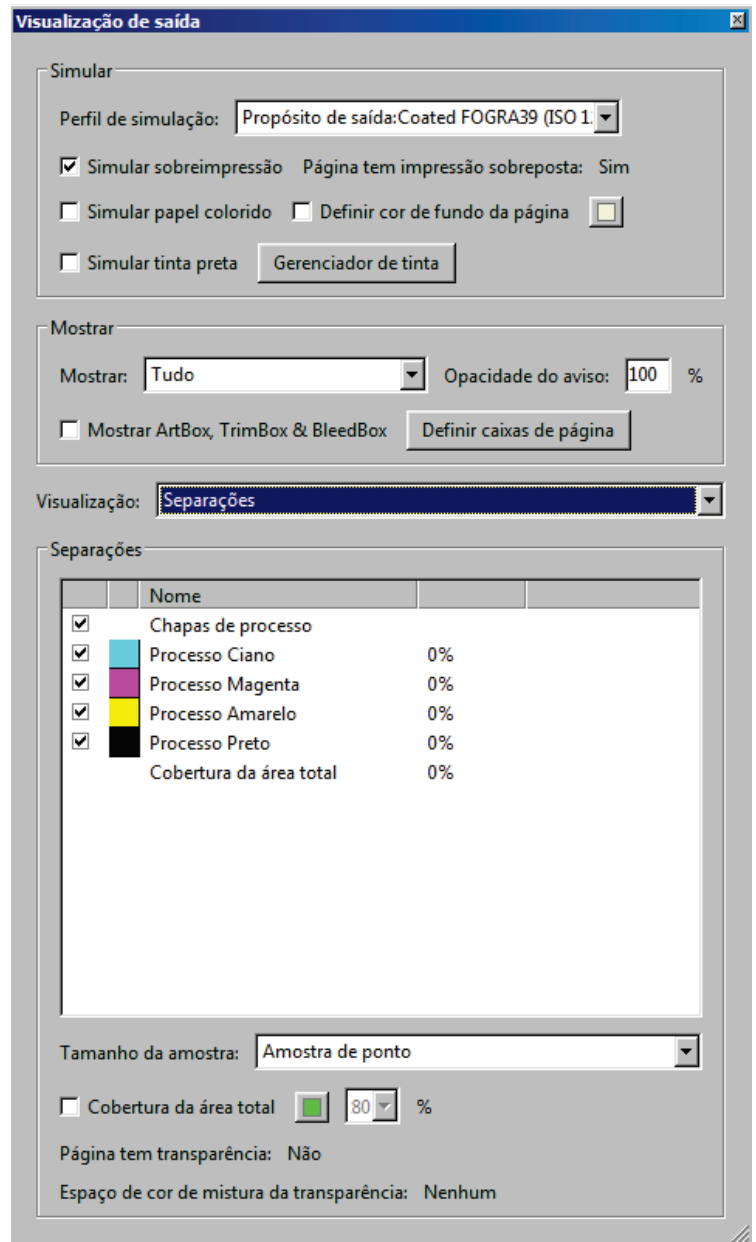 Visualização de saída
Simular
Perfil de simulação: Propósito de saída:Coated FOGRA39 (ISO 1
Simular sobreimpressão Página tem impressão sobreposta: Sim
Simular papel colorido Definir cor de fundo da página
Simular tinta preta Gerenciador de tinta
Mostrar
Mostrar: Tudo Opacidade do aviso: 100 %
Mostrar ArtBox, TrimBox & BleedBox Definir caixas de página
Visualização: Separações
Separações
Nome
Chapas de processo
Processo Ciano 0%
Processo Magenta 0%
Processo Amarelo 0%
Processo Preto 0%
Cobertura da área total 0%
Tamanho da amostra: Amostra de ponto
Cobertura da área total 80 %
Página tem transparência: Não
Espaço de cor de mistura da transparência: Nenhum